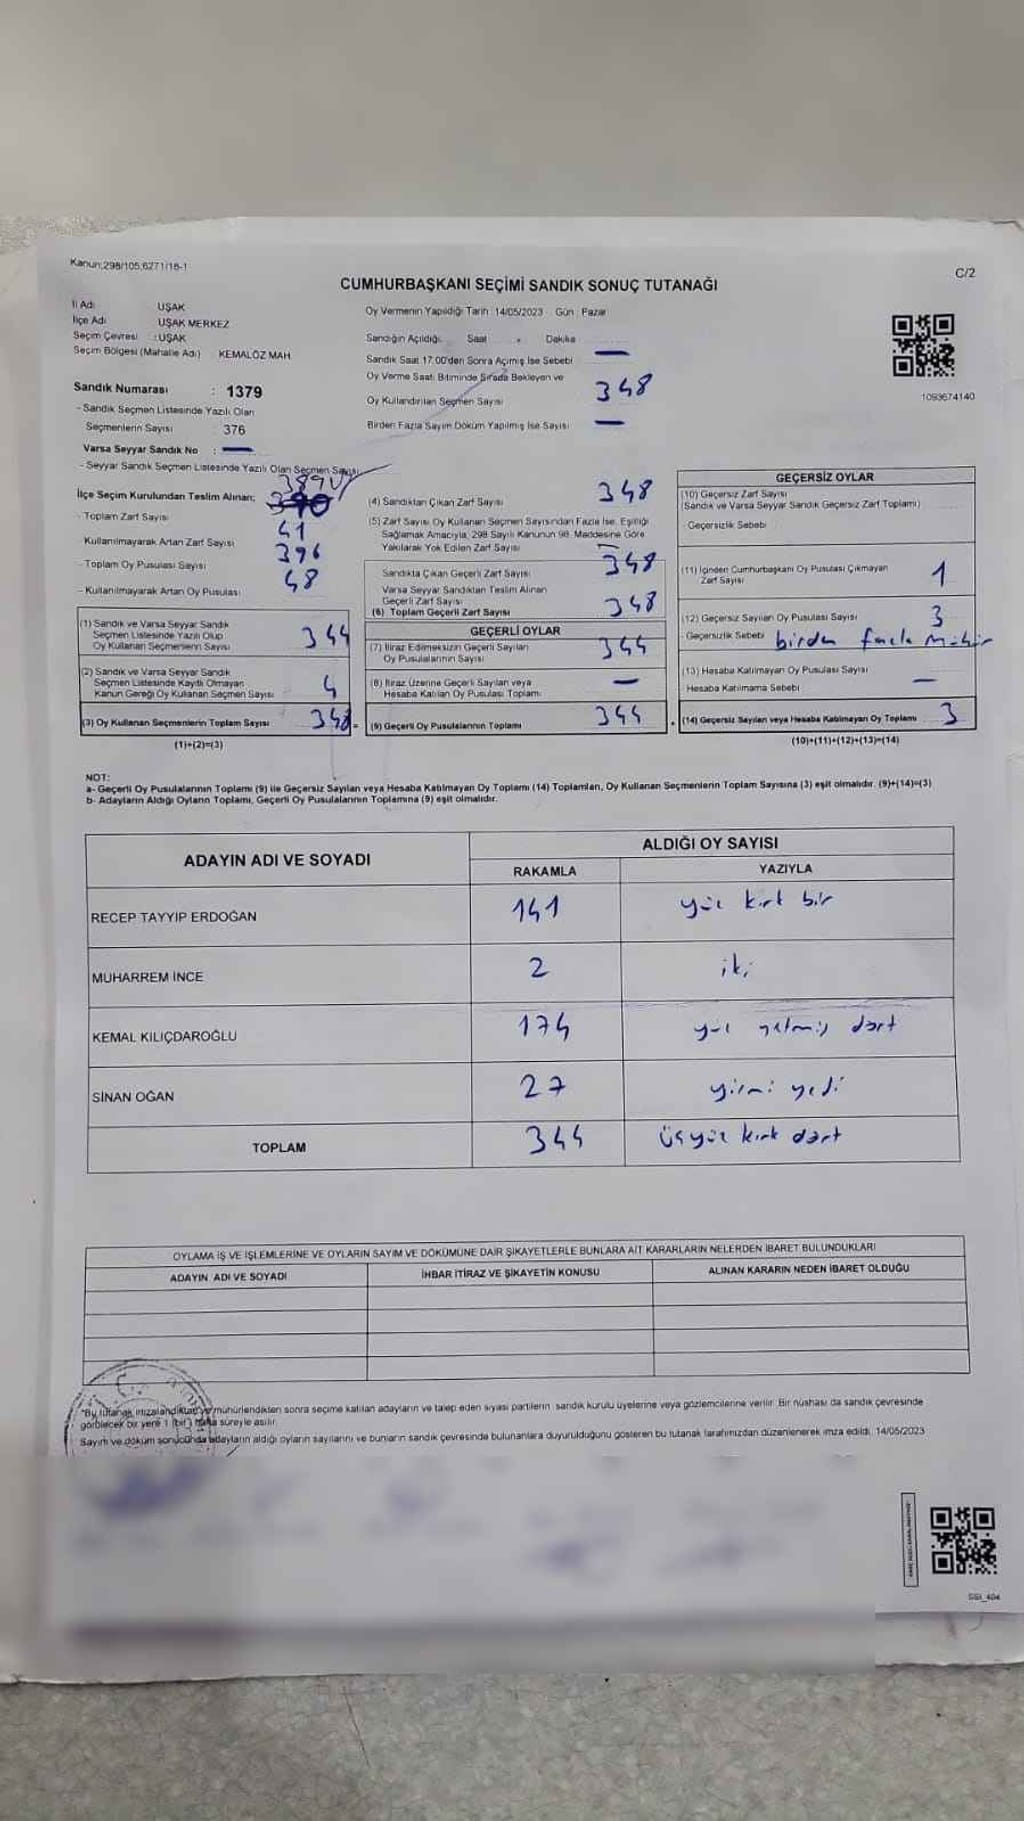 Kanun:298/105,6271/16-1
C/2
CUMHURBAŞKANI SEÇİMİ SANDIK SONUÇ TUTANAĞI
İl Adı UŞAK
İlçe Adı UŞAK MERKEZ
Seçim Çevresi : UŞAK
Seçim Bölgesi (Mahalle Adı) KEMALÖZ MAH.
Sandık Numarası : 1379
- Sandık Seçmen Listesinde Yazılı Olan
Seçmenlerin Sayısı 376
Varsa Seyyar Sandık No : —
- Seyyar Sandık Seçmen Listesinde Yazılı Olan Seçmen Sayısı
Oy Vermenin Yapıldığı Tarih : 14/05/2023 Gün : Pazar
Sandığın Açıldığı Saat . Dakika
Sandık Saat 17.00'den Sonra Açılmış İse Sebebi —
Oy Verme Saati Bitiminde Sırada Bekleyen ve
Oy Kullandırılan Seçmen Sayısı 348
Birden Fazla Sayım Döküm Yapılmış İse Sayısı —
1093674140
İlçe Seçim Kurulundan Teslim Alınan;
- Toplam Zarf Sayısı 389
- Kullanılmayarak Artan Zarf Sayısı 41
- Toplam Oy Pusulası Sayısı 396
- Kullanılmayarak Artan Oy Pusulası 48
(1) Sandık ve Varsa Seyyar Sandık
Seçmen Listesinde Yazılı Olup
Oy Kullanan Seçmenlerin Sayısı 344
(2) Sandık ve Varsa Seyyar Sandık
Seçmen Listesinde Kayıtlı Olmayan
Kanun Gereği Oy Kullanan Seçmen Sayısı 4
(3) Oy Kullanan Seçmenlerin Toplam Sayısı 348
(1)+(2)=(3)
(4) Sandıktan Çıkan Zarf Sayısı 348
(5) Zarf Sayısı Oy Kullanan Seçmen Sayısından Fazla İse, Eşitliği
Sağlamak Amacıyla, 298 Sayılı Kanunun 98. Maddesine Göre
Yakılarak Yok Edilen Zarf Sayısı —
Sandıkta Çıkan Geçerli Zarf Sayısı 348
Varsa Seyyar Sandıktan Teslim Alınan
Geçerli Zarf Sayısı
(6) Toplam Geçerli Zarf Sayısı 348
GEÇERLİ OYLAR
(7) İtiraz Edilmeksizin Geçerli Sayılan
Oy Pusulalarının Sayısı 344
(8) İtiraz Üzerine Geçerli Sayılan veya
Hesaba Katılan Oy Pusulası Toplamı —
(9) Geçerli Oy Pusulalarının Toplamı 344
GEÇERSİZ OYLAR
(10) Geçersiz Zarf Sayısı
(Sandık ve Varsa Seyyar Sandık Geçersiz Zarf Toplamı)
Geçersizlik Sebebi
(11) İçinden Cumhurbaşkanı Oy Pusulası Çıkmayan
Zarf Sayısı 1
(12) Geçersiz Sayılan Oy Pusulası Sayısı 3
Geçersizlik Sebebi birden fazla mühür
(13) Hesaba Katılmayan Oy Pusulası Sayısı
Hesaba Katılmama Sebebi —
(14) Geçersiz Sayılan veya Hesaba Katılmayan Oy Toplamı 3
(10)+(11)+(12)+(13)=(14)
NOT:
a- Geçerli Oy Pusulalarının Toplamı (9) ile Geçersiz Sayılan veya Hesaba Katılmayan Oy Toplamı (14) Toplamları, Oy Kullanan Seçmenlerin Toplam Sayısına (3) eşit olmalıdır. (9)+(14)=(3)
b- Adayların Aldığı Oyların Toplamı, Geçerli Oy Pusulalarının Toplamına (9) eşit olmalıdır.
ADAYIN ADI VE SOYADI
ALDIĞI OY SAYISI
RAKAMLA YAZIYLA
RECEP TAYYIP ERDOĞAN 141 yüz kırk bir
MUHARREM İNCE 2 iki
KEMAL KILIÇDAROĞLU 174 yüz yetmiş dört
SİNAN OĞAN 27 yirmi yedi
TOPLAM 344 üçyüz kırk dört
OYLAMA İŞ VE İŞLEMLERİNE VE OYLARIN SAYIM VE DÖKÜMÜNE DAİR ŞİKAYETLERLE BUNLARA AİT KARARLARIN NELERDEN İBARET BULUNDUKLARI
ADAYIN ADI VE SOYADI İHBAR İTİRAZ VE ŞİKAYETİN KONUSU ALINAN KARARIN NEDEN İBARET OLDUĞU
"Bu tutanak imzalandıktan ve mühürlendikten sonra seçime katılan adayların ve talep eden siyasi partilerin sandık kurulu üyelerine veya gözlemcilerine verilir. Bir nüshası da sandık çevresinde
görülecek bir yere 1 (bir) hafta süreyle asılır.
Sayım ve döküm sonucunda adayların aldığı oyların sayılarını ve bunların sandık çevresinde bulunanlara duyurulduğunu gösteren bu tutanak tarafımızdan düzenlenerek imza edildi. 14/05/2023